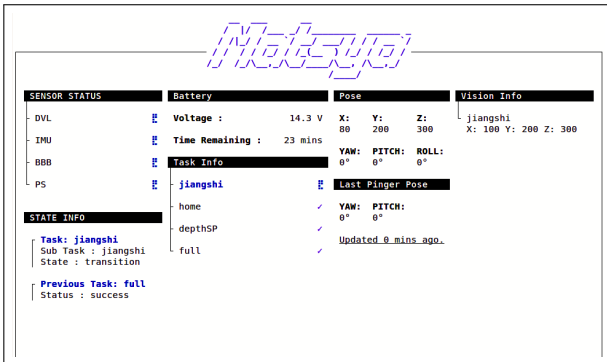 Matsya
SENSOR STATUS
DVL
IMU
BBB
PS
STATE INFO
Task: jiangshi
Sub Task : jiangshi
State : transition
Previous Task: full
Status : success
Battery
Voltage : 14.3 V
Time Remaining : 23 mins
Task Info
jiangshi
home ✓
depthSP ✓
full ✓
Pose
X: Y: Z:
80 200 300
YAW: PITCH: ROLL:
0° 0° 0°
Last Pinger Pose
YAW: PITCH:
0° 0°
Updated 0 mins ago.
Vision Info
jiangshi
X: 100 Y: 200 Z: 300